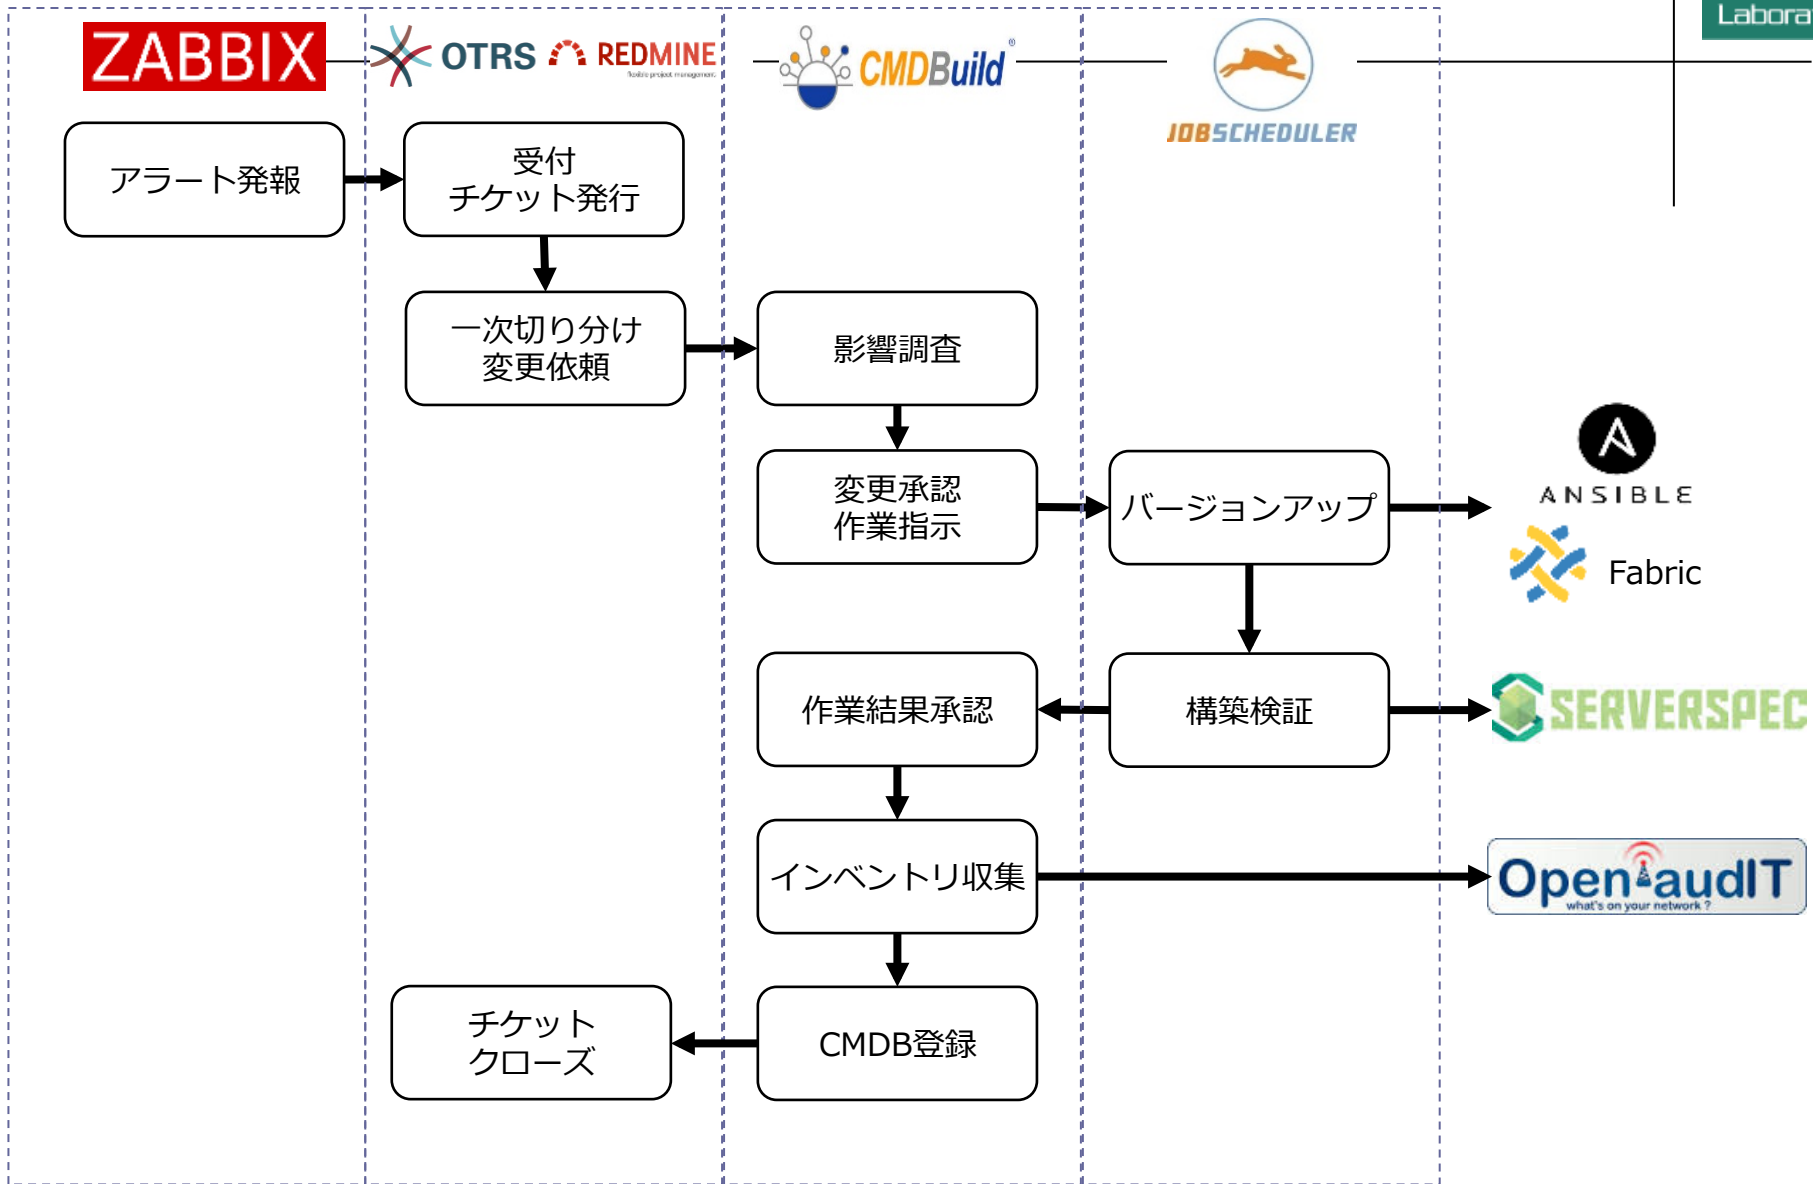 Labora
ZABBIX
OTRS
REDMINE
flexible project management
CMDBuild
®
JOBSCHEDULER
アラート発報
受付
チケット発行
一次切り分け
変更依頼
影響調査
変更承認
作業指示
バージョンアップ
ANSIBLE
Fabric
作業結果承認
構築検証
SERVERSPEC
インベントリ収集
Open audIT
what's on your network ?
チケット
クローズ
CMDB登録